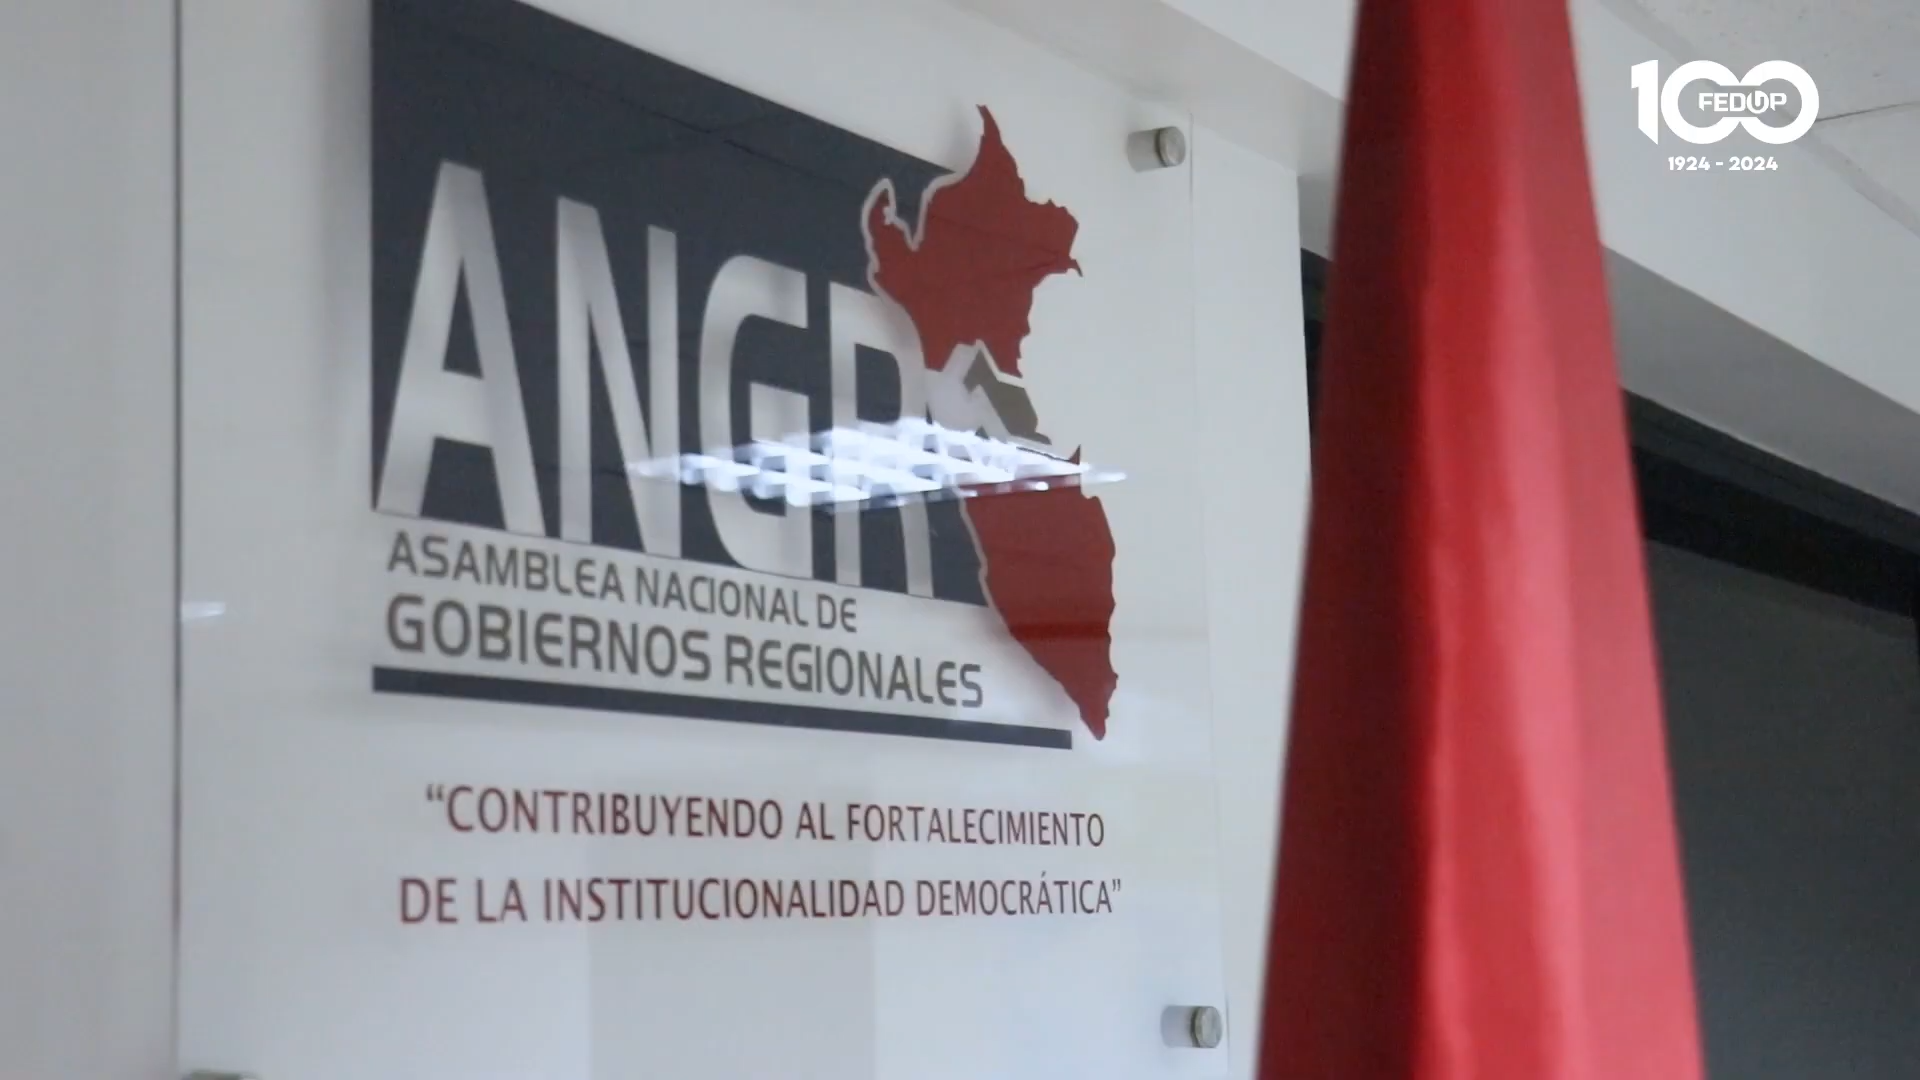 100
FEDUP
1924 - 2024
ANGR
ASAMBLEA NACIONAL DE
GOBIERNOS REGIONALES
“CONTRIBUYENDO AL FORTALECIMIENTO
DE LA INSTITUCIONALIDAD DEMOCRÁTICA”